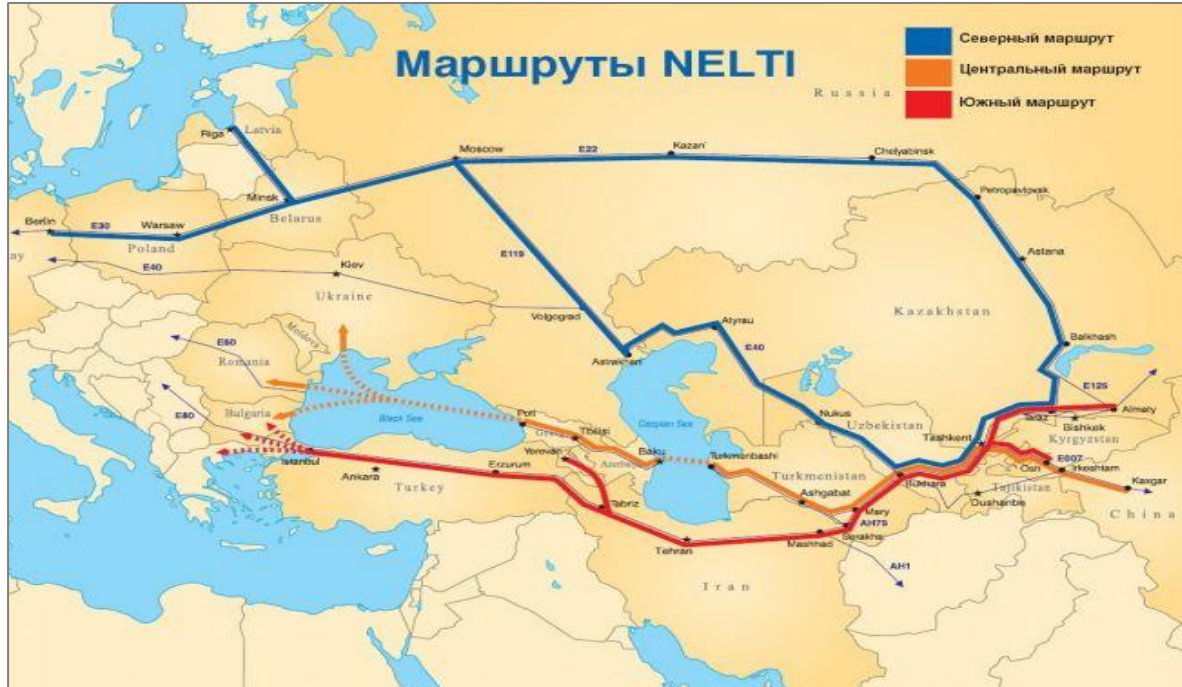 Маршруты NELTI
Северный маршрут
Центральный маршрут
Южный маршрут
Russia
Riga
Latvia
Moscow
E22
Kazan'
Chelyabinsk
Minsk
Belarus
Petropavlovsk
Berlin
E30
Warsaw
Poland
ny
E40
Kiev
E119
Astana
Ukraine
Volgograd
Kazakhstan
Moldova
Atyrau
E60
Romania
Astrakhan
E40
Balkhash
E125
E80
Bulgaria
Black Sea
Poti
Caspian Sea
Nukus
Uzbekistan
Taraz
Almaty
Bishkek
Kyrgyzstan
Tbilisi
Tashkent
Istanbul
Yerevan
Baku
Turkmenbashi
E007
Ankara
Erzurum
Turkmenistan
Bukhara
Osh
Irkeshtam
Turkey
Tabriz
Ashgabat
Tajikistan
Kaxgar
Dushanbe
Mary
China
AH75
Tehran
Mashhad
Serakhs
AH1
Iran